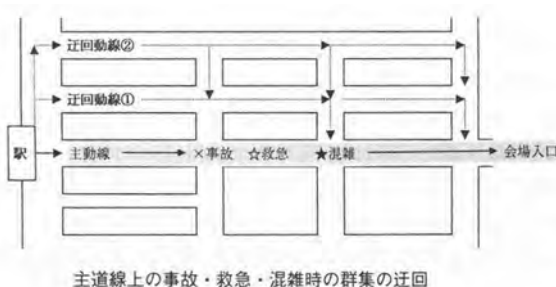 迂回動線②
迂回動線①
駅
主動線
×事故
☆救急
★混雑
会場入口
主道線上の事故・救急・混雑時の群集の迂回